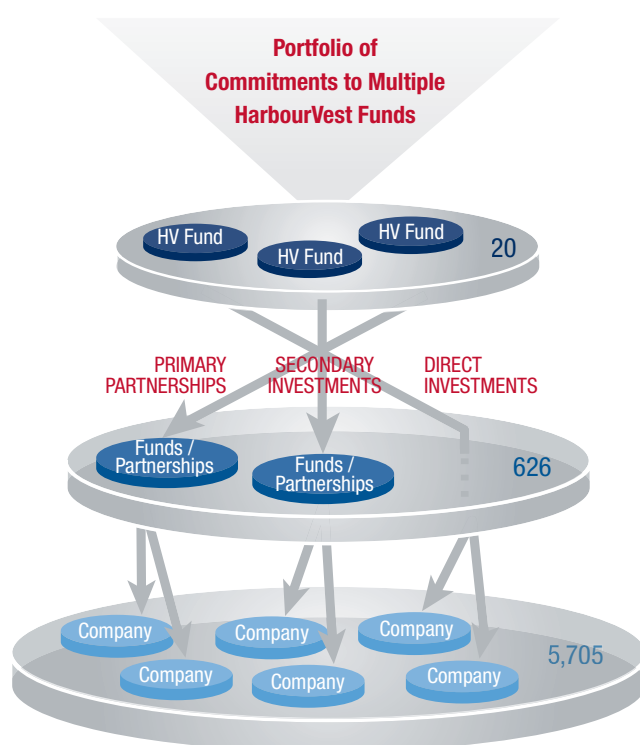 Portfolio of
Commitments to Multiple
HarbourVest Funds
HV Fund
HV Fund
HV Fund
20
PRIMARY
PARTNERSHIPS
SECONDARY
INVESTMENTS
DIRECT
INVESTMENTS
Funds /
Partnerships
Funds /
Partnerships
626
Company
Company
Company
5,705
Company
Company
Company